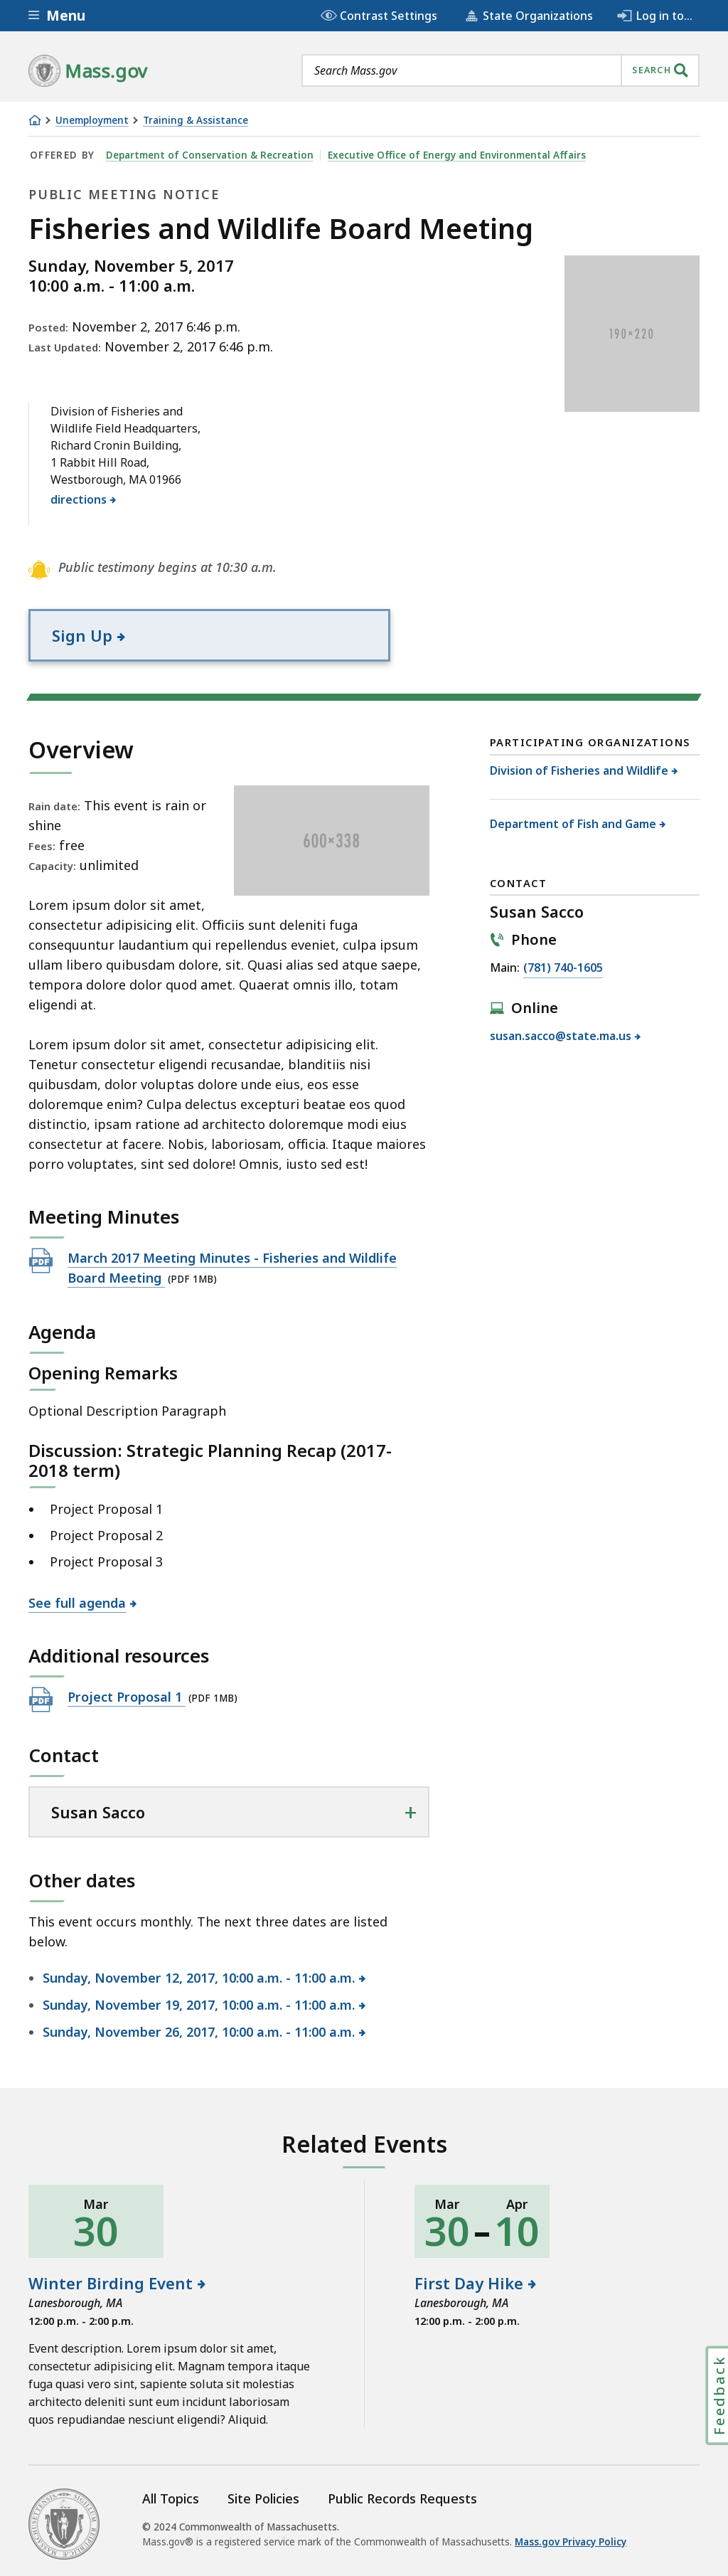 Menu
Contrast Settings
State Organizations
Log in to...
Mass.gov
Search Mass.gov
SEARCH
Unemployment
Training & Assistance
OFFERED BY
Department of Conservation & Recreation
Executive Office of Energy and Environmental Affairs
PUBLIC MEETING NOTICE
Fisheries and Wildlife Board Meeting
Sunday, November 5, 2017
10:00 a.m. - 11:00 a.m.
190×220
Posted: November 2, 2017 6:46 p.m.
Last Updated: November 2, 2017 6:46 p.m.
Division of Fisheries and
Wildlife Field Headquarters,
Richard Cronin Building,
1 Rabbit Hill Road,
Westborough, MA 01966
directions
Public testimony begins at 10:30 a.m.
Sign Up
Overview
600×338
Rain date: This event is rain or
shine
Fees: free
Capacity: unlimited
Lorem ipsum dolor sit amet,
consectetur adipisicing elit. Officiis sunt deleniti fuga
consequuntur laudantium qui repellendus eveniet, culpa ipsum
ullam libero quibusdam dolore, sit. Quasi alias sed atque saepe,
tempora dolore dolor quod amet. Quaerat omnis illo, totam
eligendi at.
Lorem ipsum dolor sit amet, consectetur adipisicing elit.
Tenetur consectetur eligendi recusandae, blanditiis nisi
quibusdam, dolor voluptas dolore unde eius, eos esse
doloremque enim? Culpa delectus excepturi beatae eos quod
distinctio, ipsam ratione ad architecto doloremque modi eius
consectetur at facere. Nobis, laboriosam, officia. Itaque maiores
porro voluptates, sint sed dolore! Omnis, iusto sed est!
Meeting Minutes
PDF
March 2017 Meeting Minutes - Fisheries and Wildlife
Board Meeting (PDF 1MB)
Agenda
Opening Remarks
Optional Description Paragraph
Discussion: Strategic Planning Recap (2017-
2018 term)
• Project Proposal 1
• Project Proposal 2
• Project Proposal 3
See full agenda
Additional resources
PDF
Project Proposal 1 (PDF 1MB)
Contact
Susan Sacco +
Other dates
This event occurs monthly. The next three dates are listed
below.
• Sunday, November 12, 2017, 10:00 a.m. - 11:00 a.m.
• Sunday, November 19, 2017, 10:00 a.m. - 11:00 a.m.
• Sunday, November 26, 2017, 10:00 a.m. - 11:00 a.m.
PARTICIPATING ORGANIZATIONS
Division of Fisheries and Wildlife
Department of Fish and Game
CONTACT
Susan Sacco
Phone
Main: (781) 740-1605
Online
susan.sacco@state.ma.us
Related Events
Mar
30
Winter Birding Event
Lanesborough, MA
12:00 p.m. - 2:00 p.m.
Event description. Lorem ipsum dolor sit amet,
consectetur adipisicing elit. Magnam tempora itaque
fuga quasi vero sint, sapiente soluta sit molestias
architecto deleniti sunt eum incidunt laboriosam
quos repudiandae nesciunt eligendi? Aliquid.
Mar Apr
30 – 10
First Day Hike
Lanesborough, MA
12:00 p.m. - 2:00 p.m.
Feedback
All Topics
Site Policies
Public Records Requests
© 2024 Commonwealth of Massachusetts.
Mass.gov® is a registered service mark of the Commonwealth of Massachusetts. Mass.gov Privacy Policy